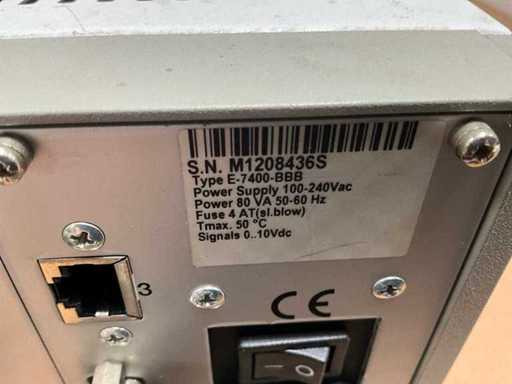 S.N. M1208436S
Type E-7400-BBB
Power Supply 100-240Vac
Power 80 VA 50-60 Hz
Fuse 4 AT(sl.blow)
Tmax. 50 °C
Signals 0..10Vdc
3
CE